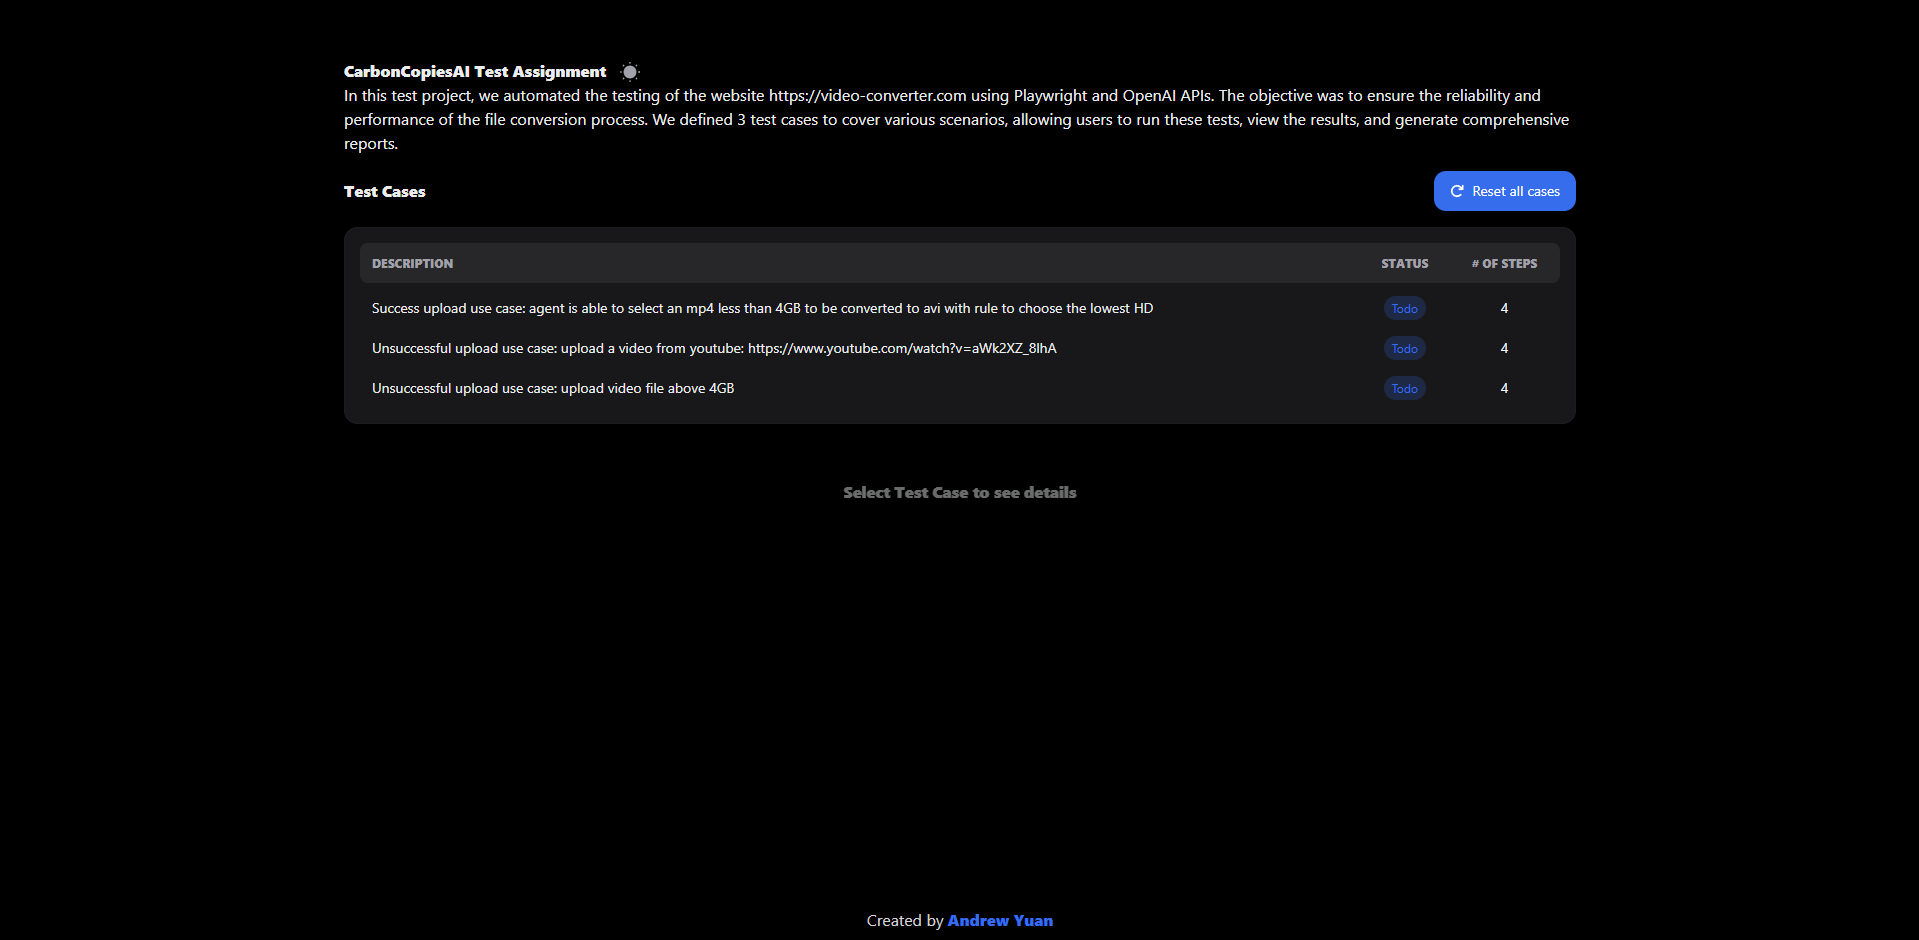 CarbonCopiesAI Test Assignment
In this test project, we automated the testing of the website https://video-converter.com using Playwright and OpenAI APIs. The objective was to ensure the reliability and
performance of the file conversion process. We defined 3 test cases to cover various scenarios, allowing users to run these tests, view the results, and generate comprehensive
reports.
Test Cases
Reset all cases
DESCRIPTION STATUS # OF STEPS
Success upload use case: agent is able to select an mp4 less than 4GB to be converted to avi with rule to choose the lowest HD Todo 4
Unsuccessful upload use case: upload a video from youtube: https://www.youtube.com/watch?v=aWk2XZ_8lhA Todo 4
Unsuccessful upload use case: upload video file above 4GB Todo 4
Select Test Case to see details
Created by Andrew Yuan